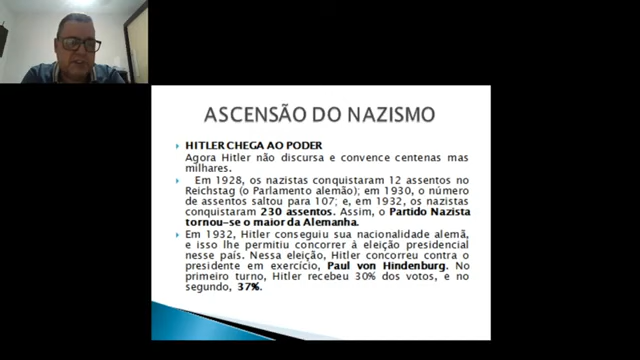 ASCENSÃO DO NAZISMO
HITLER CHEGA AO PODER
Agora Hitler não discursa e convence centenas mas
milhares.
Em 1928, os nazistas conquistaram 12 assentos no
Reichstag (o Parlamento alemão); em 1930, o número
de assentos saltou para 107; e, em 1932, os nazistas
conquistaram 230 assentos. Assim, o Partido Nazista
tornou-se o maior da Alemanha.
Em 1932, Hitler conseguiu sua nacionalidade alemã,
e isso lhe permitiu concorrer à eleição presidencial
nesse país. Nessa eleição, Hitler concorreu contra o
presidente em exercício, Paul von Hindenburg. No
primeiro turno, Hitler recebeu 30% dos votos, e no
segundo, 37%.